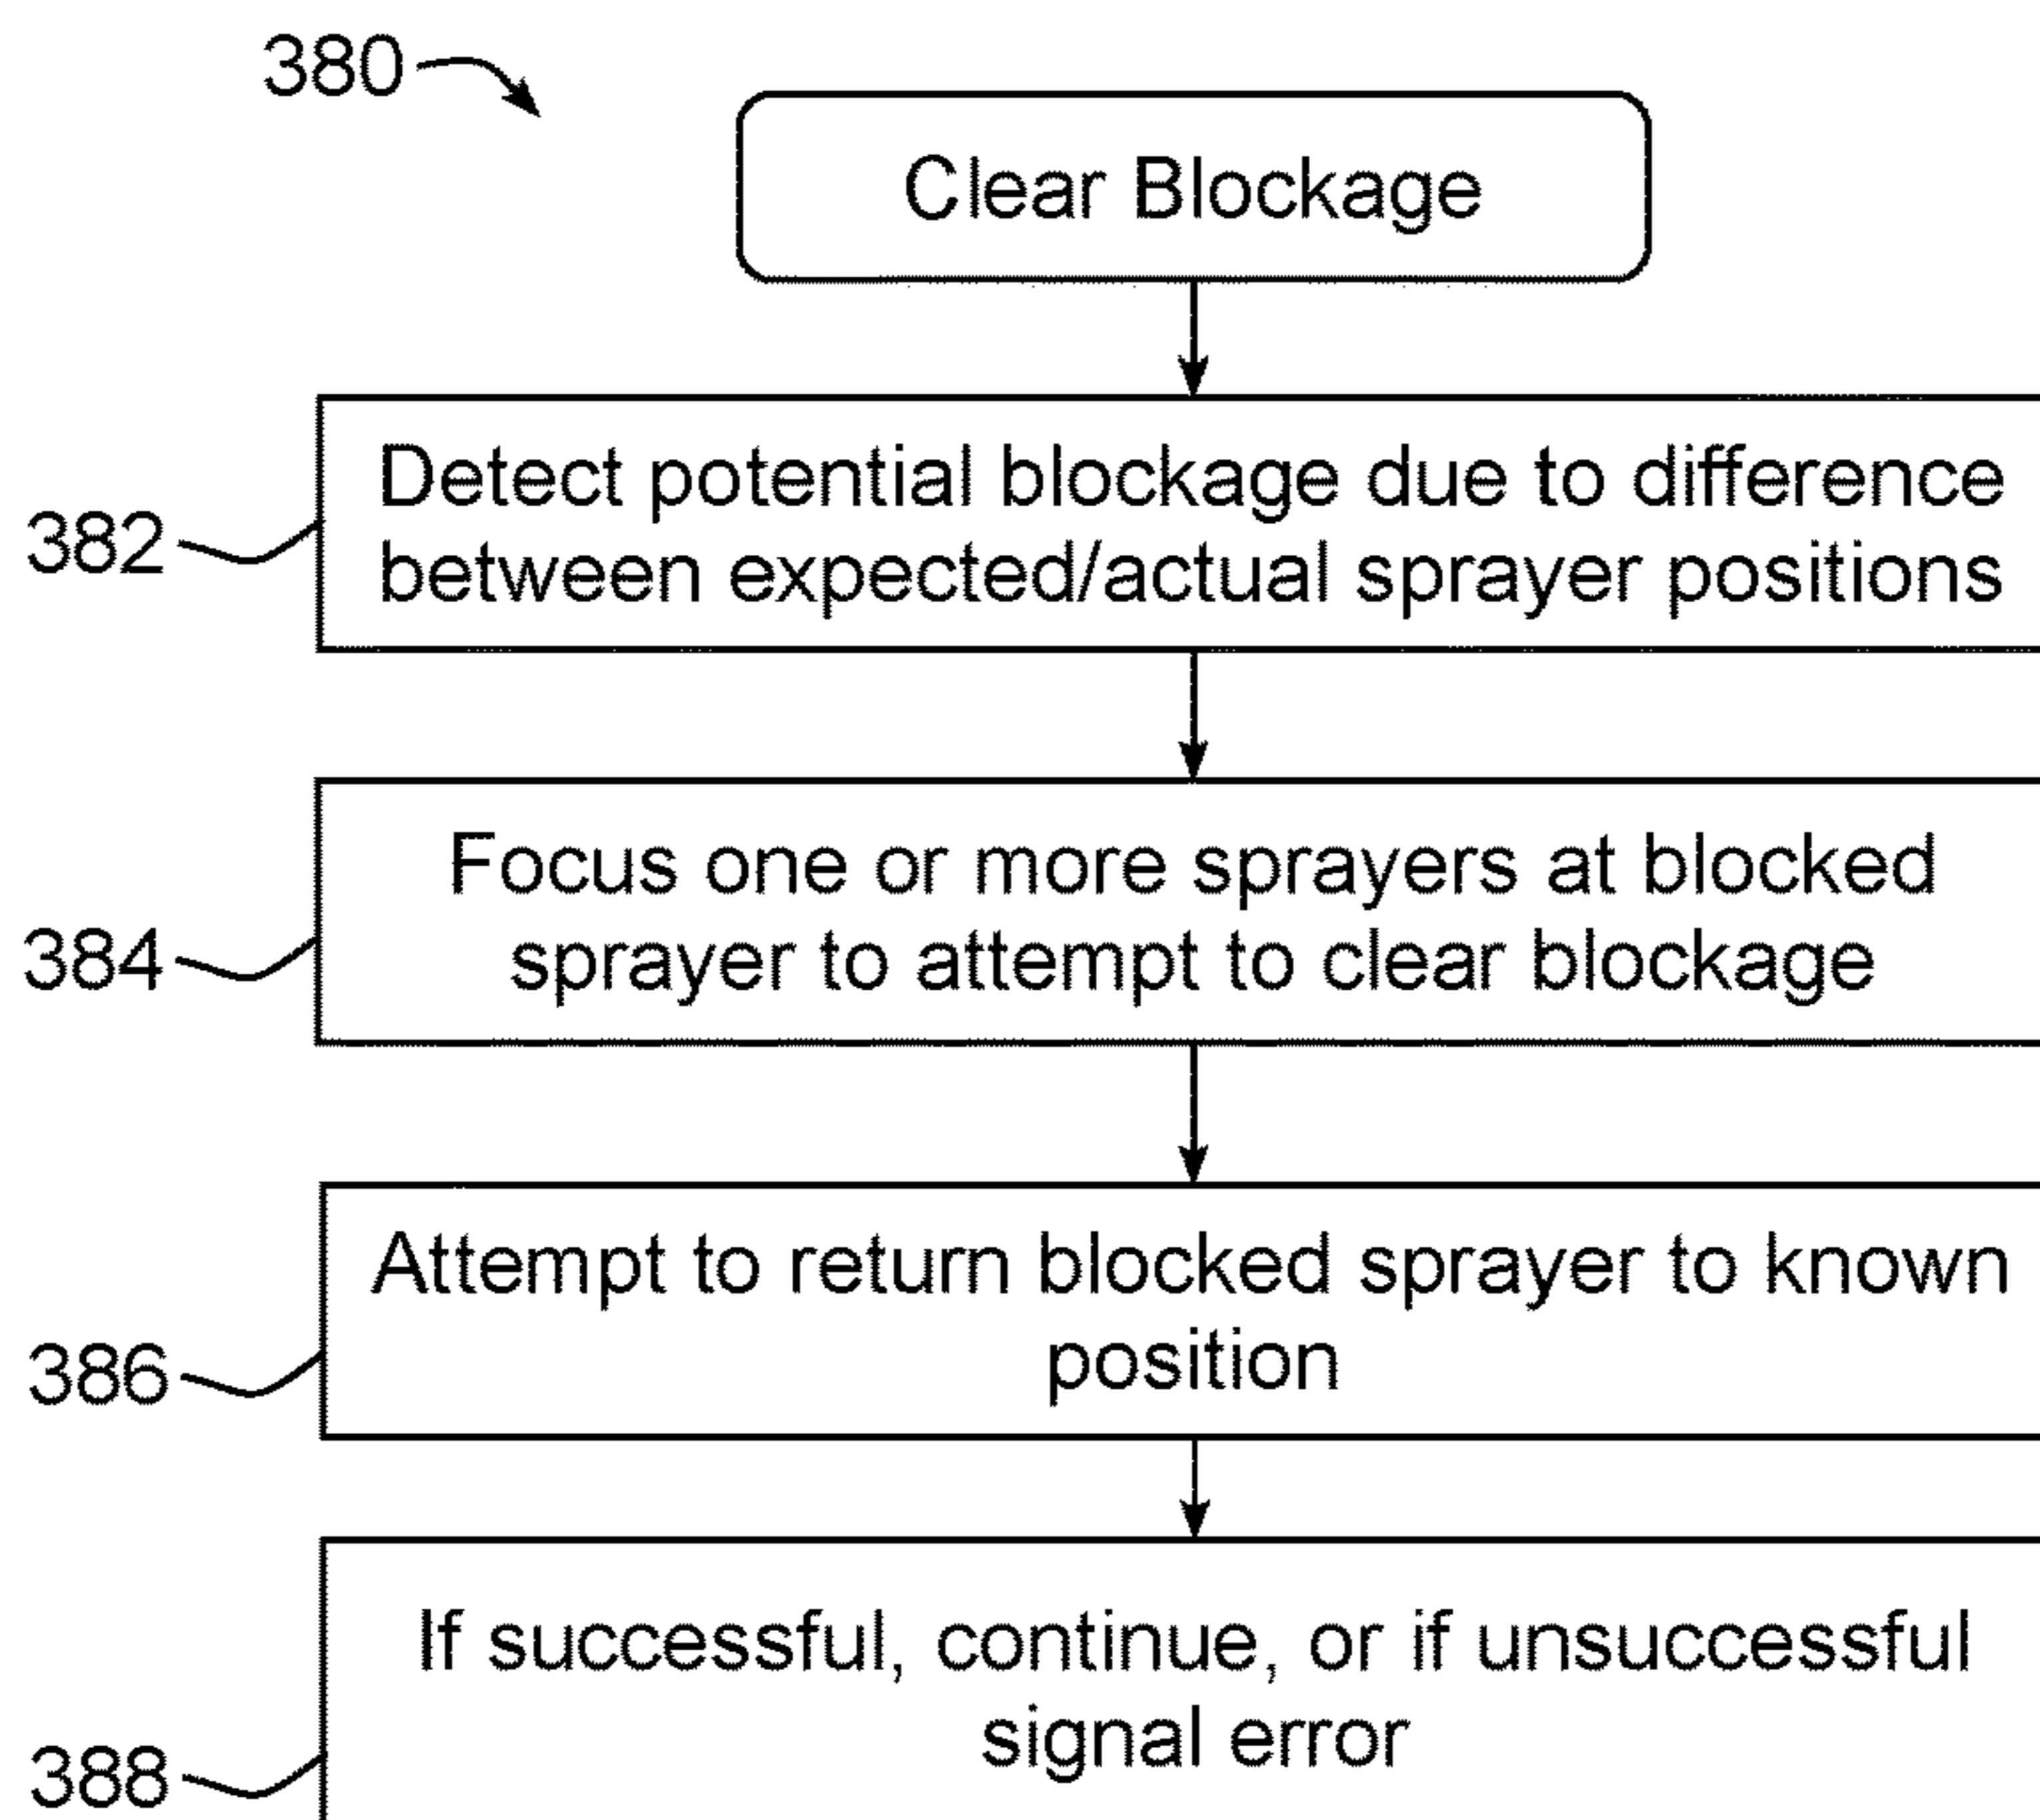 380
Clear Blockage
382
Detect potential blockage due to difference
between expected/actual sprayer positions
384
Focus one or more sprayers at blocked
sprayer to attempt to clear blockage
386
Attempt to return blocked sprayer to known
position
388
If successful, continue, or if unsuccessful
signal error